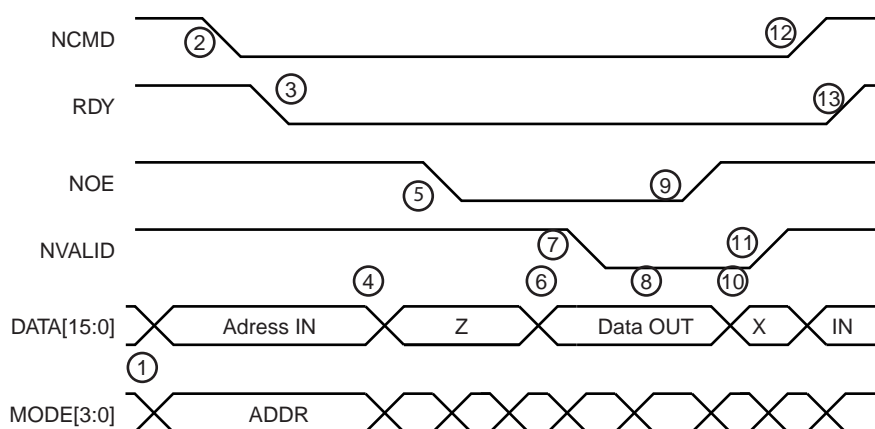 NCMD ② ⑫
RDY ③ ⑬
NOE ⑤ ⑨
NVALID ⑦ ⑪
④ ⑥ ⑧ ⑩
DATA[15:0] Adress IN Z Data OUT X IN
①
MODE[3:0] ADDR